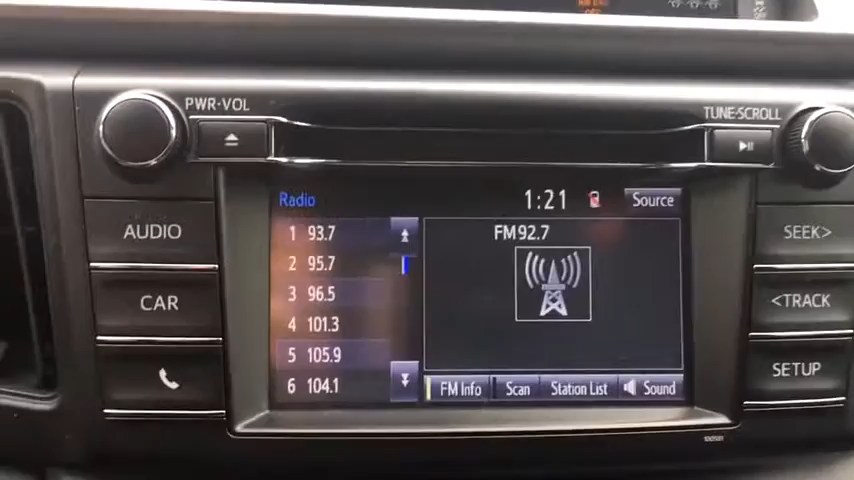 PWR·VOL
TUNE·SCROLL
Radio
1:21
Source
AUDIO
CAR
1 93.7
2 95.7
3 96.5
4 101.3
5 105.9
6 104.1
FM 92.7
FM Info
Scan
Station List
Sound
SEEK>
<TRACK
SETUP